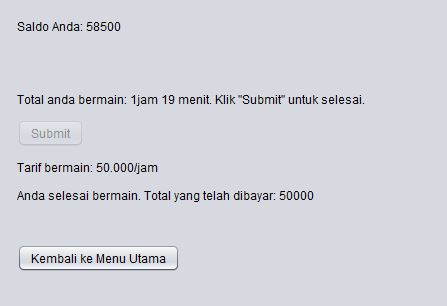 Saldo Anda: 58500
Total anda bermain: 1jam 19 menit. Klik "Submit" untuk selesai.
Submit
Tarif bermain: 50.000/jam
Anda selesai bermain. Total yang telah dibayar: 50000
Kembali ke Menu Utama